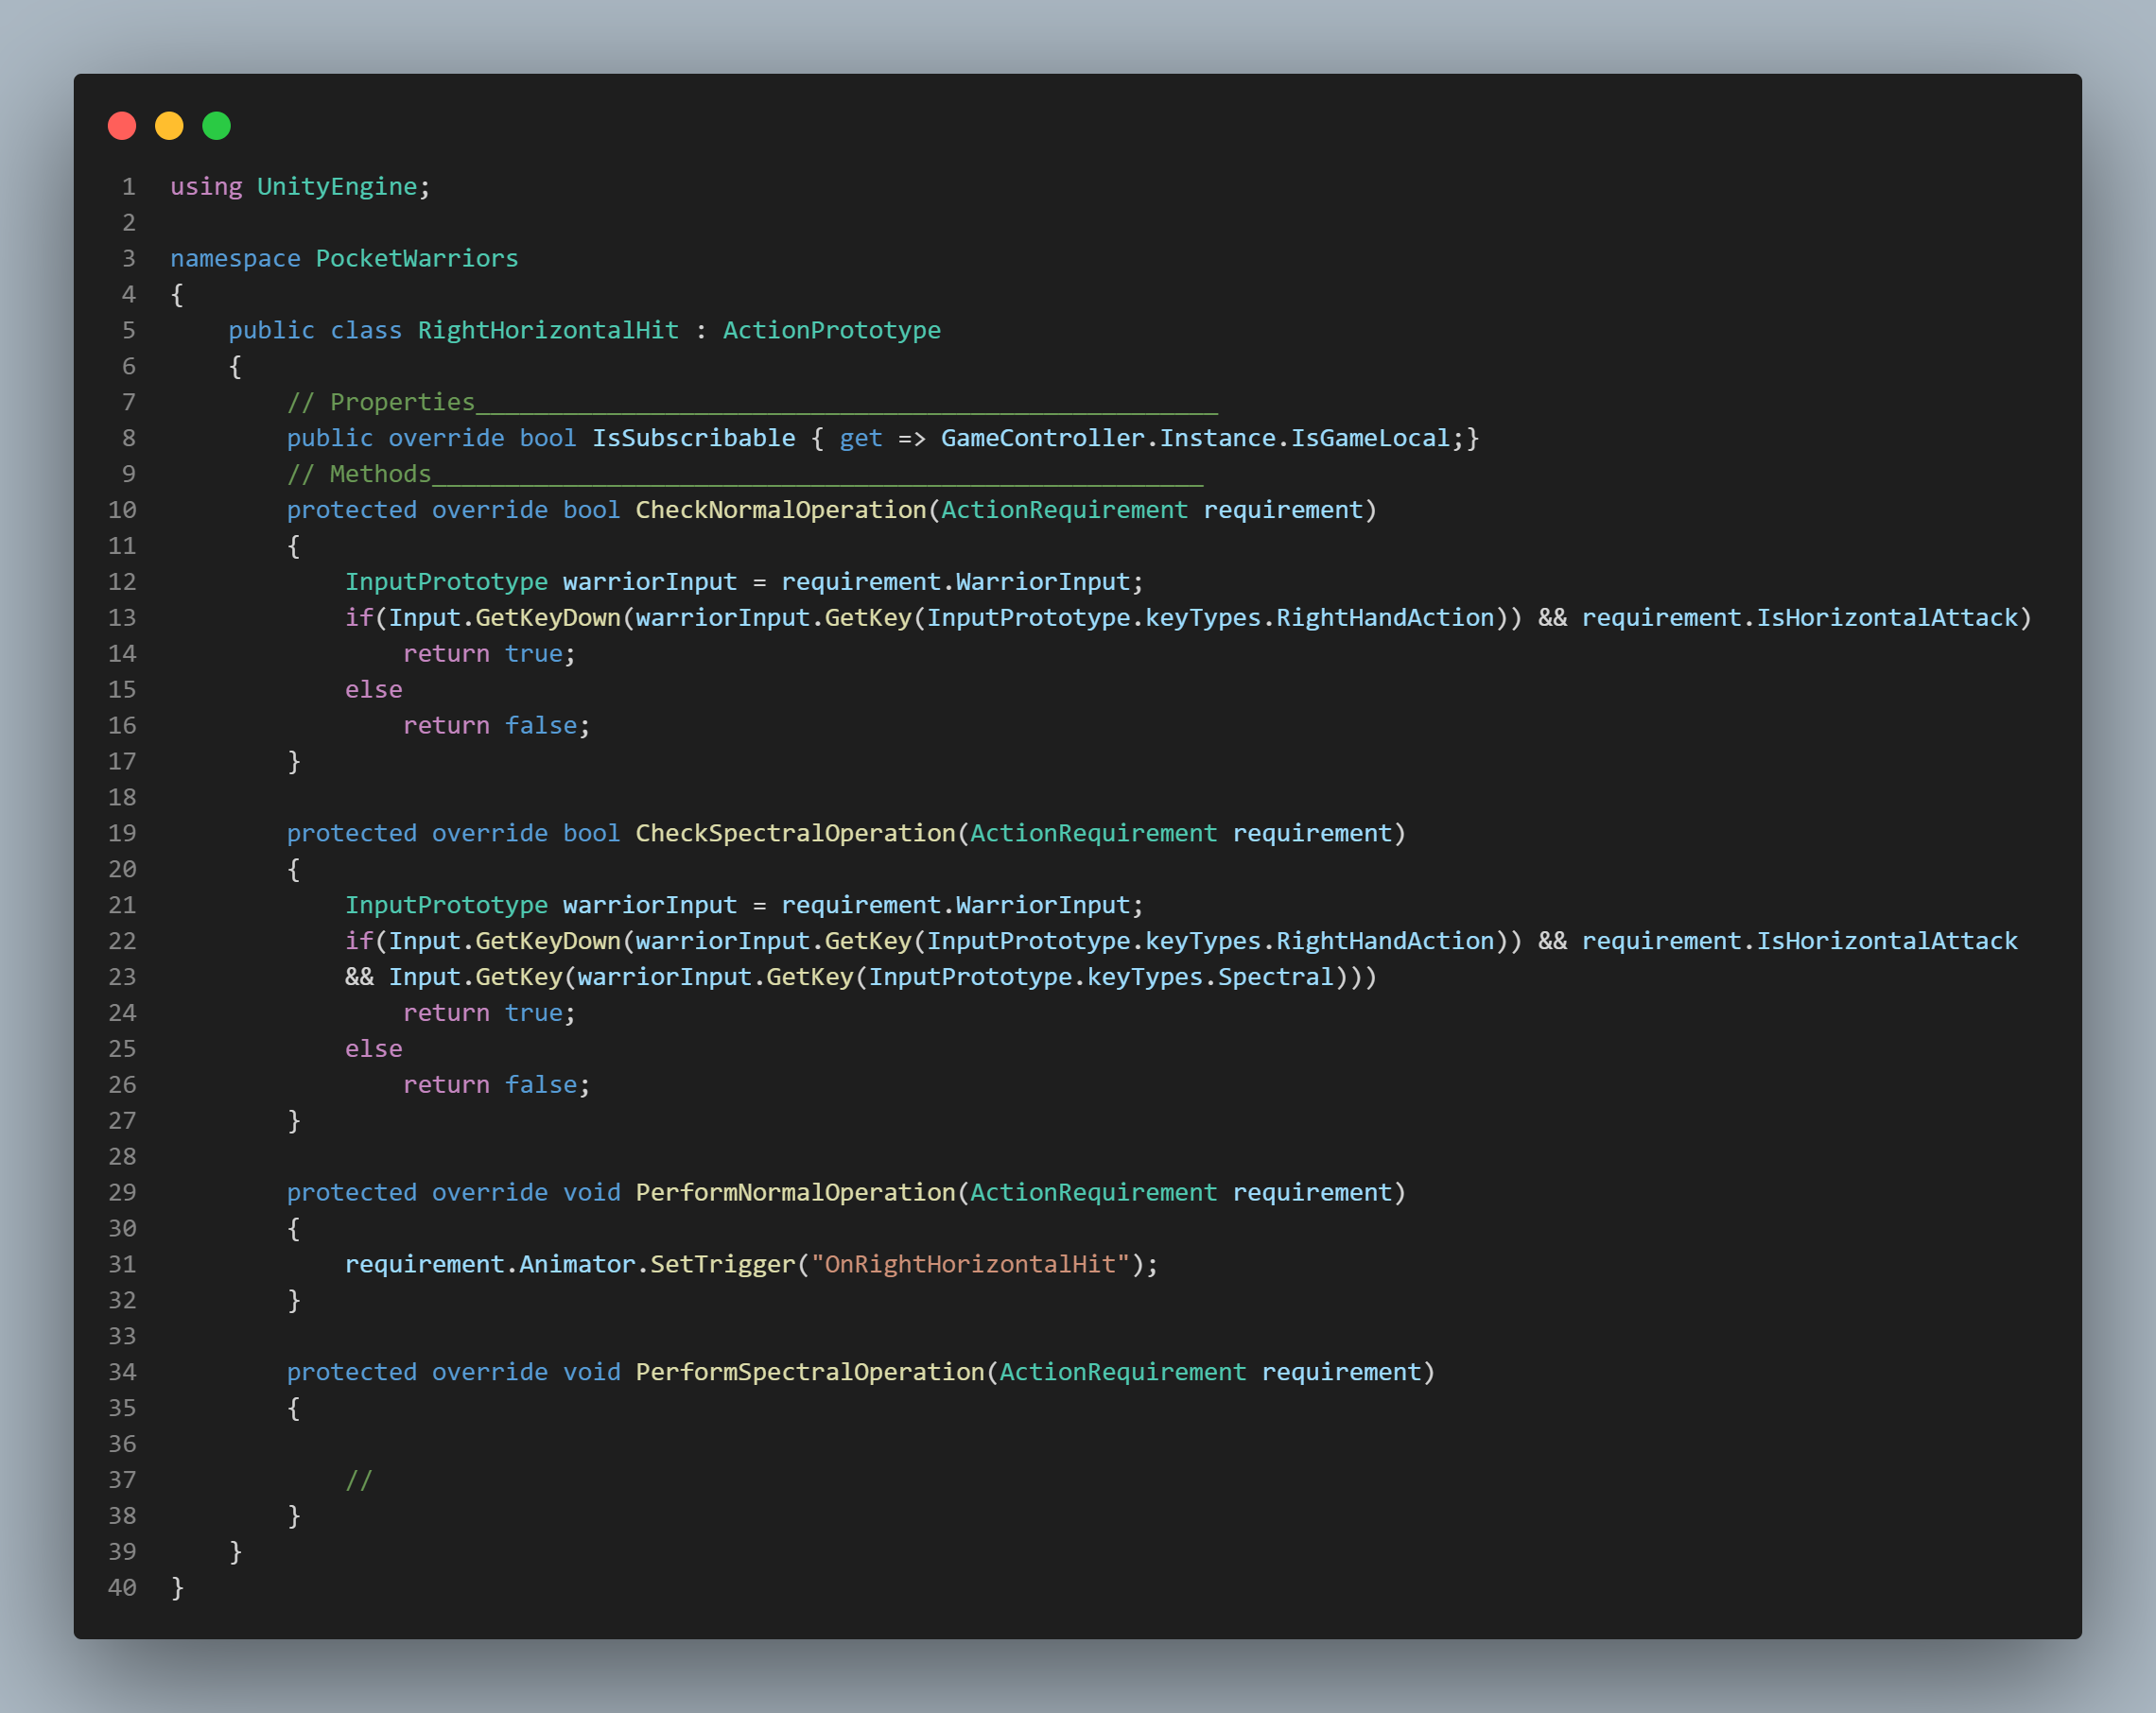 1 using UnityEngine;
2
3 namespace PocketWarriors
4 {
5     public class RightHorizontalHit : ActionPrototype
6     {
7         // Properties___________________________________________________
8         public override bool IsSubscribable { get => GameController.Instance.IsGameLocal;}
9         // Methods_____________________________________________________
10         protected override bool CheckNormalOperation(ActionRequirement requirement)
11         {
12             InputPrototype warriorInput = requirement.WarriorInput;
13             if(Input.GetKeyDown(warriorInput.GetKey(InputPrototype.keyTypes.RightHandAction)) && requirement.IsHorizontalAttack)
14                 return true;
15             else
16                 return false;
17         }
18
19         protected override bool CheckSpectralOperation(ActionRequirement requirement)
20         {
21             InputPrototype warriorInput = requirement.WarriorInput;
22             if(Input.GetKeyDown(warriorInput.GetKey(InputPrototype.keyTypes.RightHandAction)) && requirement.IsHorizontalAttack
23             && Input.GetKey(warriorInput.GetKey(InputPrototype.keyTypes.Spectral)))
24                 return true;
25             else
26                 return false;
27         }
28
29         protected override void PerformNormalOperation(ActionRequirement requirement)
30         {
31             requirement.Animator.SetTrigger("OnRightHorizontalHit");
32         }
33
34         protected override void PerformSpectralOperation(ActionRequirement requirement)
35         {
36
37             //
38         }
39     }
40 }